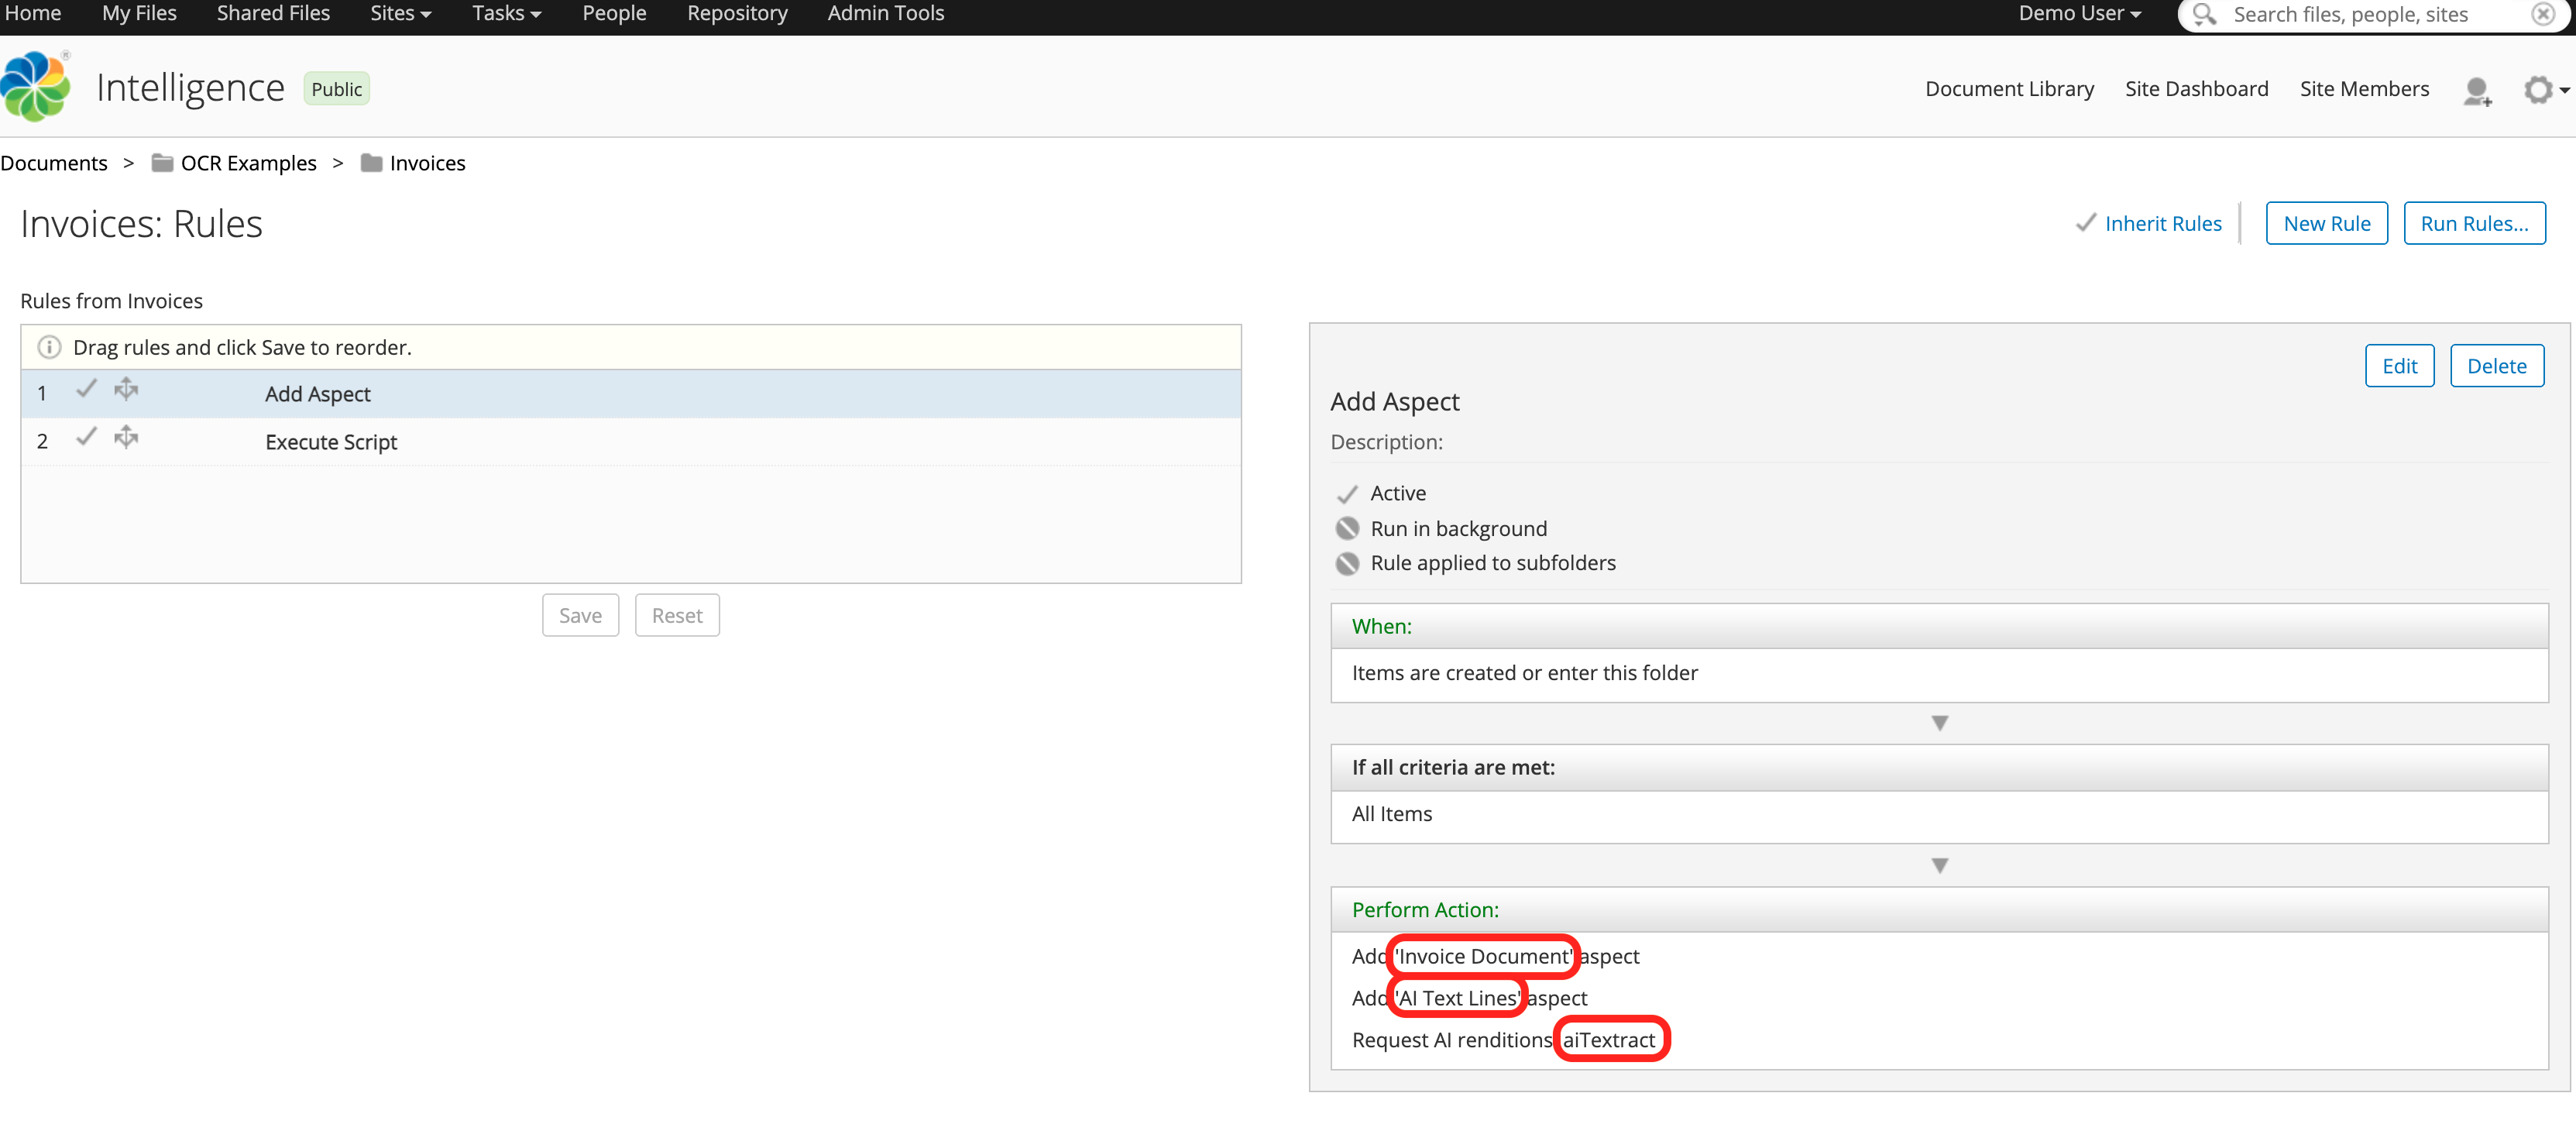 Home My Files Shared Files Sites Tasks People Repository Admin Tools Demo User Search files, people, sites
Intelligence Public Document Library Site Dashboard Site Members
Documents > OCR Examples > Invoices
Invoices: Rules Inherit Rules New Rule Run Rules...
Rules from Invoices
Drag rules and click Save to reorder.
1 Add Aspect
2 Execute Script
Save Reset
Edit Delete
Add Aspect
Description:
Active
Run in background
Rule applied to subfolders
When:
Items are created or enter this folder
If all criteria are met:
All Items
Perform Action:
Add 'Invoice Document' aspect
Add 'AI Text Lines' aspect
Request AI renditions aiTextract